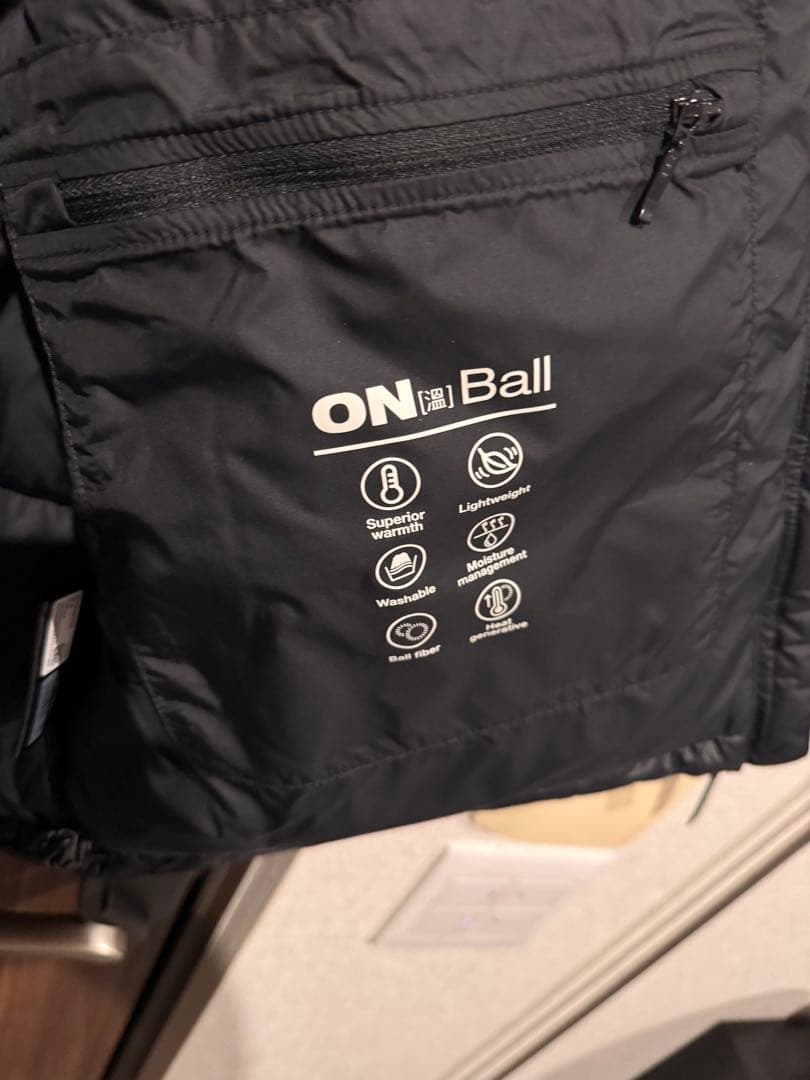 ON[溫]Ball
Superior
warmth
Lightweight
Washable
Moisture
management
Ball fiber
Heat
generative